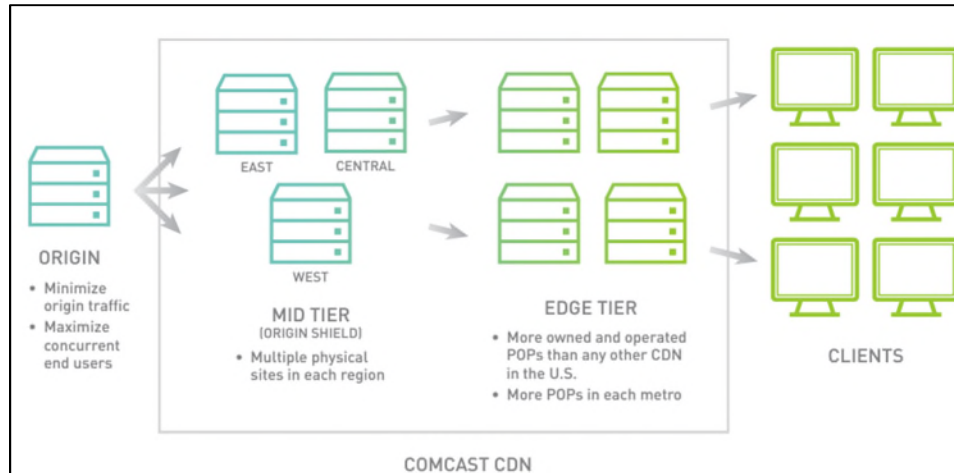 EAST
CENTRAL
WEST
ORIGIN
• Minimize
origin traffic
• Maximize
concurrent
end users
MID TIER
(ORIGIN SHIELD)
• Multiple physical
sites in each region
EDGE TIER
• More owned and operated
POPs than any other CDN
in the U.S.
• More POPs in each metro
CLIENTS
COMCAST CDN